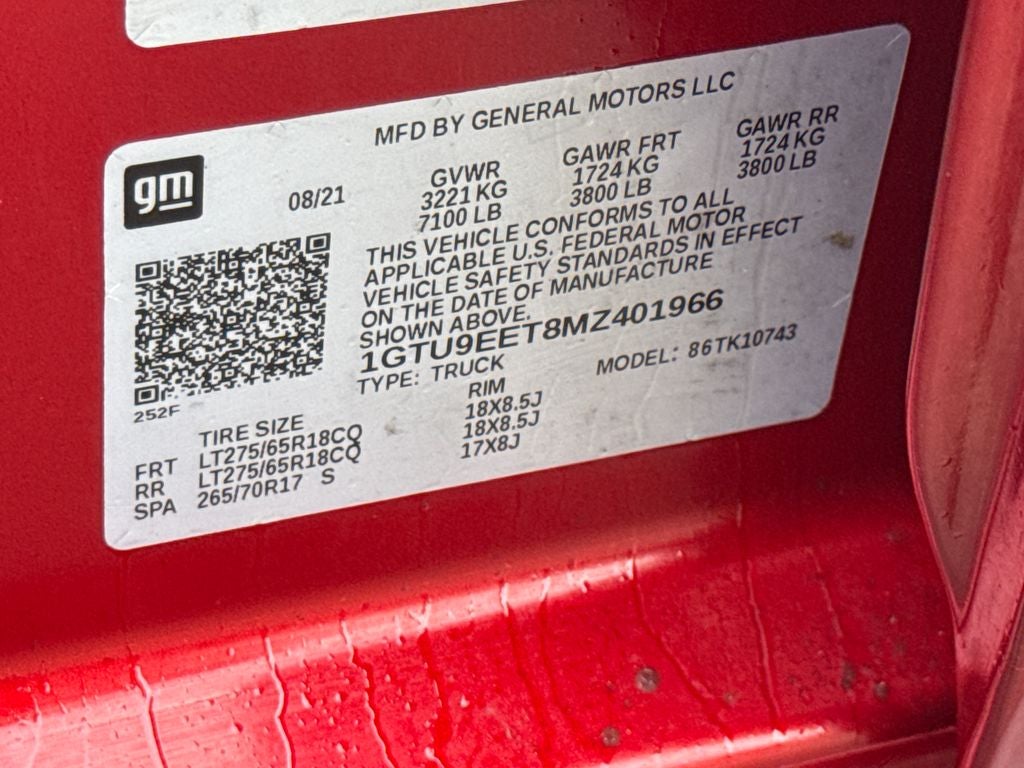 MFD BY GENERAL MOTORS LLC
gm
08/21
GVWR
3221 KG
7100 LB
GAWR FRT
1724 KG
3800 LB
GAWR RR
1724 KG
3800 LB
THIS VEHICLE CONFORMS TO ALL
APPLICABLE U.S. FEDERAL MOTOR
VEHICLE SAFETY STANDARDS IN EFFECT
ON THE DATE OF MANUFACTURE
SHOWN ABOVE.
1GTU9EET8MZ401966
TYPE: TRUCK MODEL: 86TK10743
252F
TIRE SIZE RIM
FRT LT275/65R18CQ 18X8.5J
RR LT275/65R18CQ 18X8.5J
SPA 265/70R17 S 17X8J